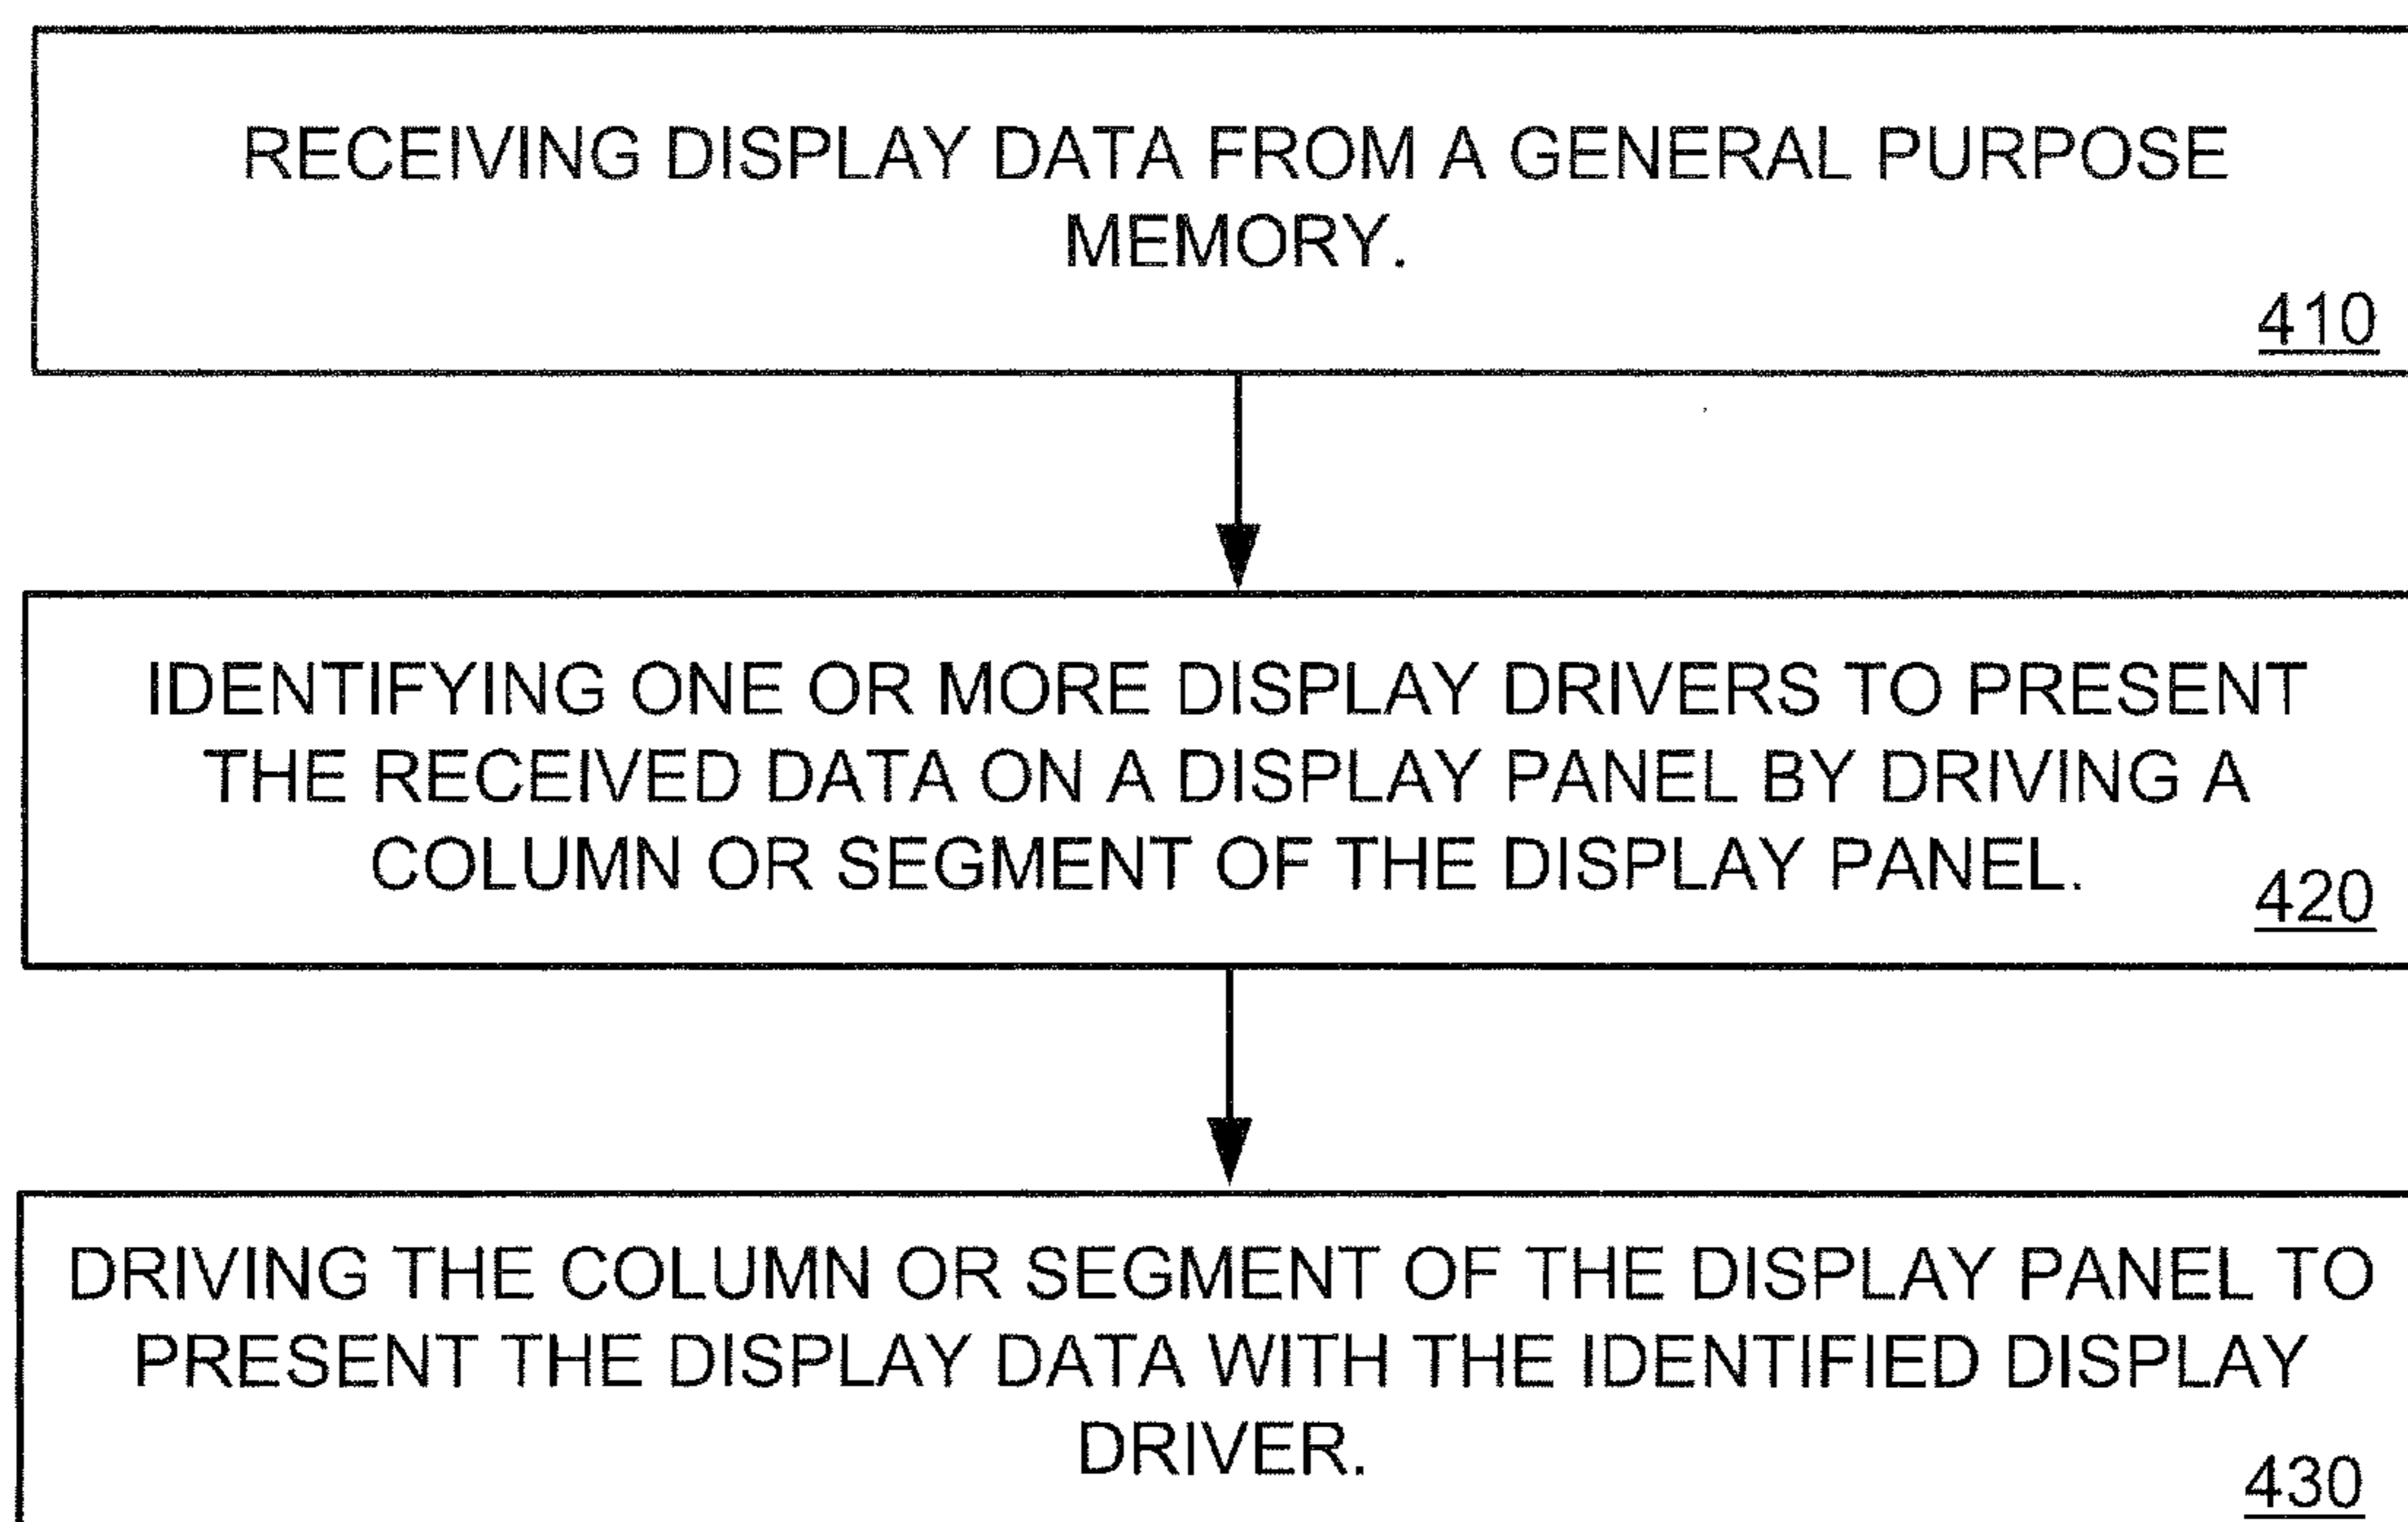 RECEIVING DISPLAY DATA FROM A GENERAL PURPOSE
MEMORY.
410
IDENTIFYING ONE OR MORE DISPLAY DRIVERS TO PRESENT
THE RECEIVED DATA ON A DISPLAY PANEL BY DRIVING A
COLUMN OR SEGMENT OF THE DISPLAY PANEL.
420
DRIVING THE COLUMN OR SEGMENT OF THE DISPLAY PANEL TO
PRESENT THE DISPLAY DATA WITH THE IDENTIFIED DISPLAY
DRIVER.
430